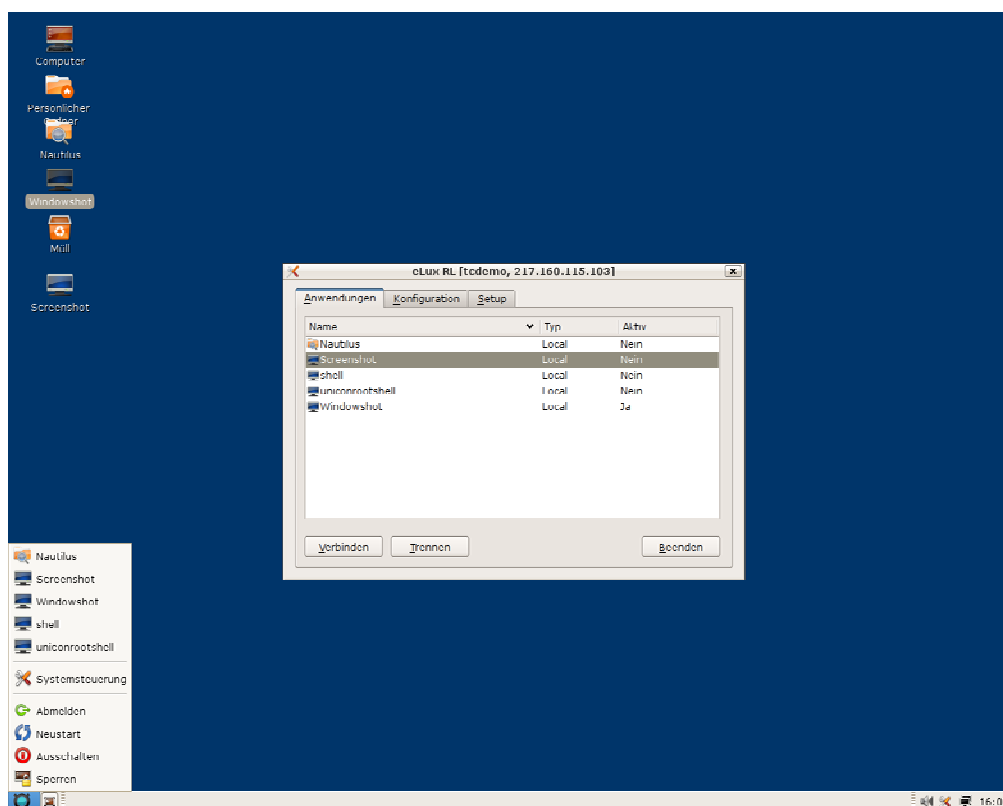 Computer
Persönlicher
Ordner
Nautilus
Windowshot
Müll
Screenshot
eLux RL [tcdemo, 217.160.115.103]
Anwendungen Konfiguration Setup
Name Typ Aktiv
Nautilus Local Nein
Screenshot Local Nein
shell Local Nein
uniconrootshell Local Nein
Windowshot Local Ja
Verbinden Trennen Beenden
Nautilus
Screenshot
Windowshot
shell
uniconrootshell
Systemsteuerung
Abmelden
Neustart
Ausschalten
Sperren